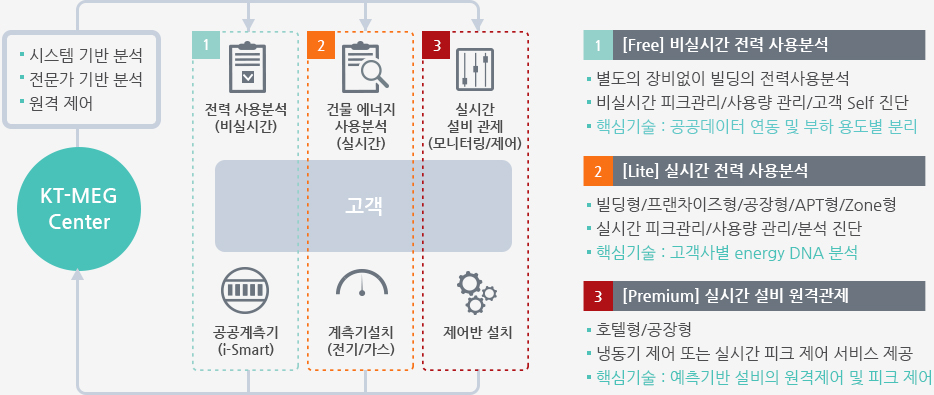 • 시스템 기반 분석
• 전문가 기반 분석
• 원격 제어
KT-MEG
Center
1
전력 사용분석
(비실시간)
2
건물 에너지
사용분석
(실시간)
3
실시간
설비 관제
(모니터링/제어)
고객
공공계측기
(i-Smart)
계측기설치
(전기/가스)
제어반 설치
1 [Free] 비실시간 전력 사용분석
• 별도의 장비없이 빌딩의 전력사용분석
• 비실시간 피크관리/사용량 관리/고객 Self 진단
• 핵심기술 : 공공데이터 연동 및 부하 용도별 분리
2 [Lite] 실시간 전력 사용분석
• 빌딩형/프랜차이즈형/공장형/APT형/Zone형
• 실시간 피크관리/사용량 관리/분석 진단
• 핵심기술 : 고객사별 energy DNA 분석
3 [Premium] 실시간 설비 원격관제
• 호텔형/공장형
• 냉동기 제어 또는 실시간 피크 제어 서비스 제공
• 핵심기술 : 예측기반 설비의 원격제어 및 피크 제어